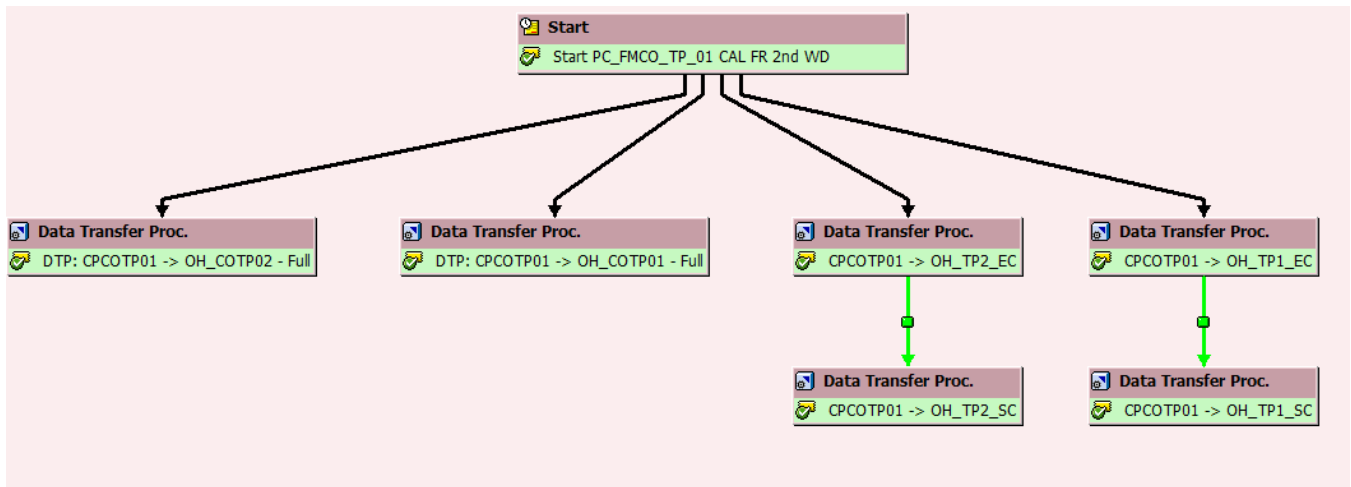 Start
Start PC_FMCO_TP_01 CAL FR 2nd WD
Data Transfer Proc.
DTP: CPCOTP01 -> OH_COTP02 - Full
Data Transfer Proc.
DTP: CPCOTP01 -> OH_COTP01 - Full
Data Transfer Proc.
CPCOTP01 -> OH_TP2_EC
Data Transfer Proc.
CPCOTP01 -> OH_TP1_EC
Data Transfer Proc.
CPCOTP01 -> OH_TP2_SC
Data Transfer Proc.
CPCOTP01 -> OH_TP1_SC